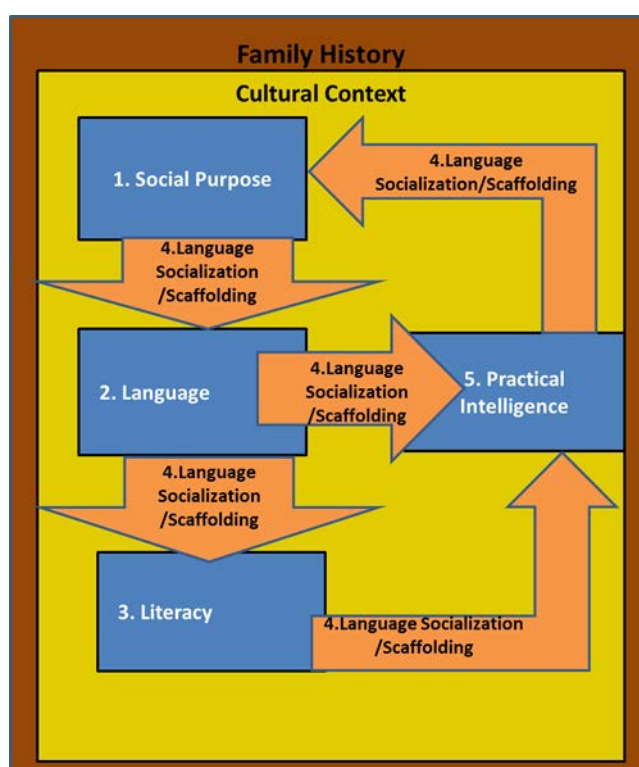 Family History
Cultural Context
1. Social Purpose
4.Language
Socialization/Scaffolding
4.Language
Socialization
/Scaffolding
2. Language
4.Language
Socialization
/Scaffolding
5. Practical
Intelligence
4.Language
Socialization
/Scaffolding
3. Literacy
4.Language Socialization
/Scaffolding